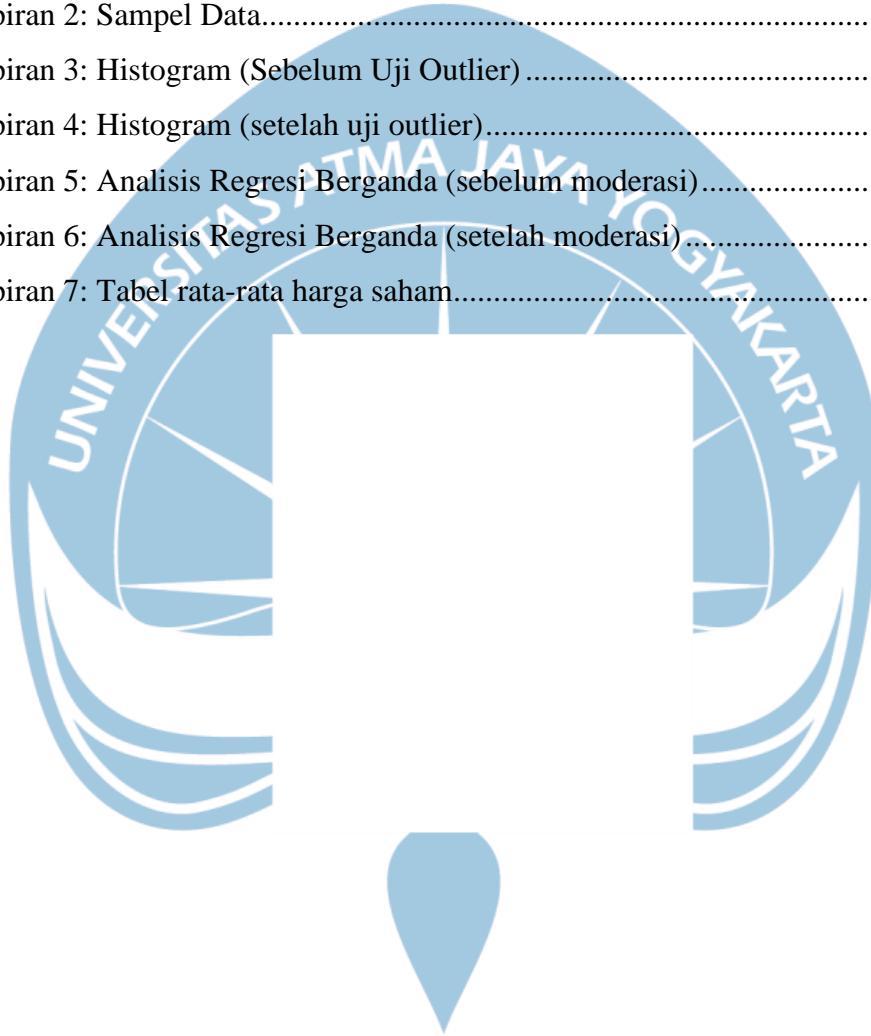 piran 2: Sampel Data......................................................................................
piran 3: Histogram (Sebelum Uji Outlier) ............................................
piran 4: Histogram (setelah uji outlier).................................................
piran 5: Analisis Regresi Berganda (sebelum moderasi).....................
piran 6: Analisis Regresi Berganda (setelah moderasi) .......................
piran 7: Tabel rata-rata harga saham....................................................
UNIVERSITAS ATMA JAYA YOGYAKARTA